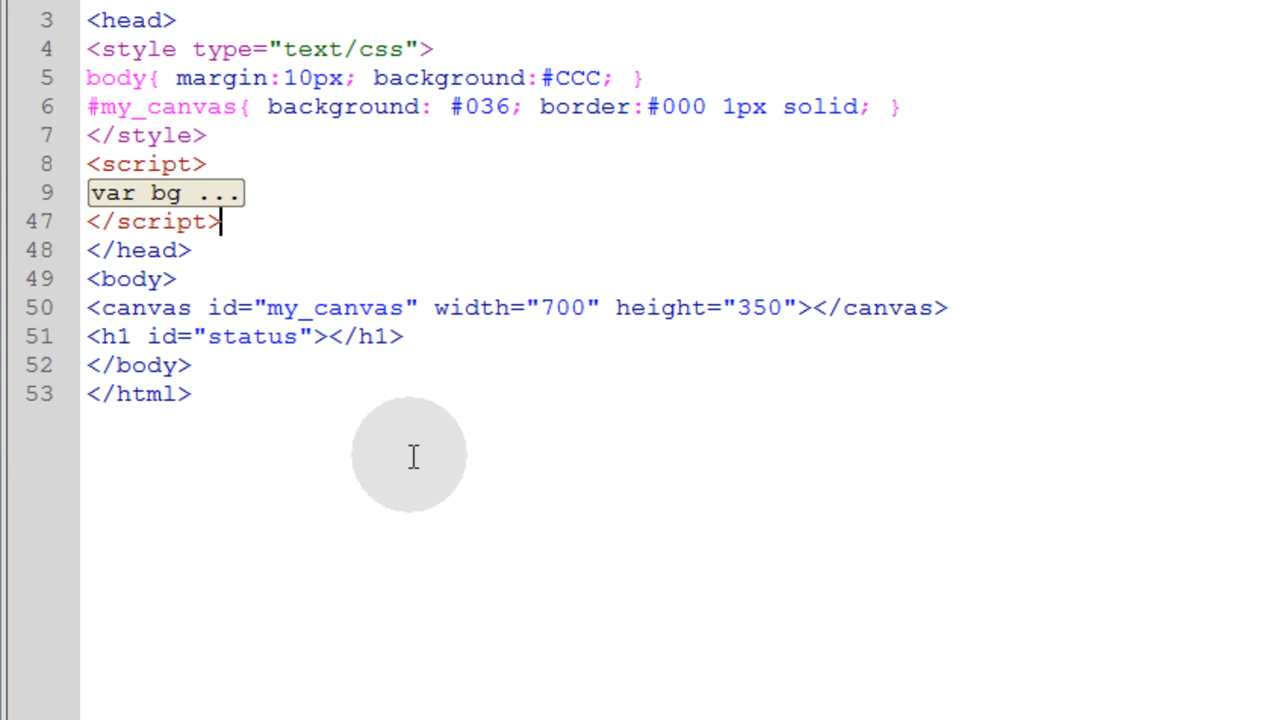 3 <head>
4 <style type="text/css">
5 body{ margin:10px; background:#CCC; }
6 #my_canvas{ background: #036; border:#000 1px solid; }
7 </style>
8 <script>
9 var bg ...
47 </script>
48 </head>
49 <body>
50 <canvas id="my_canvas" width="700" height="350"></canvas>
51 <h1 id="status"></h1>
52 </body>
53 </html>